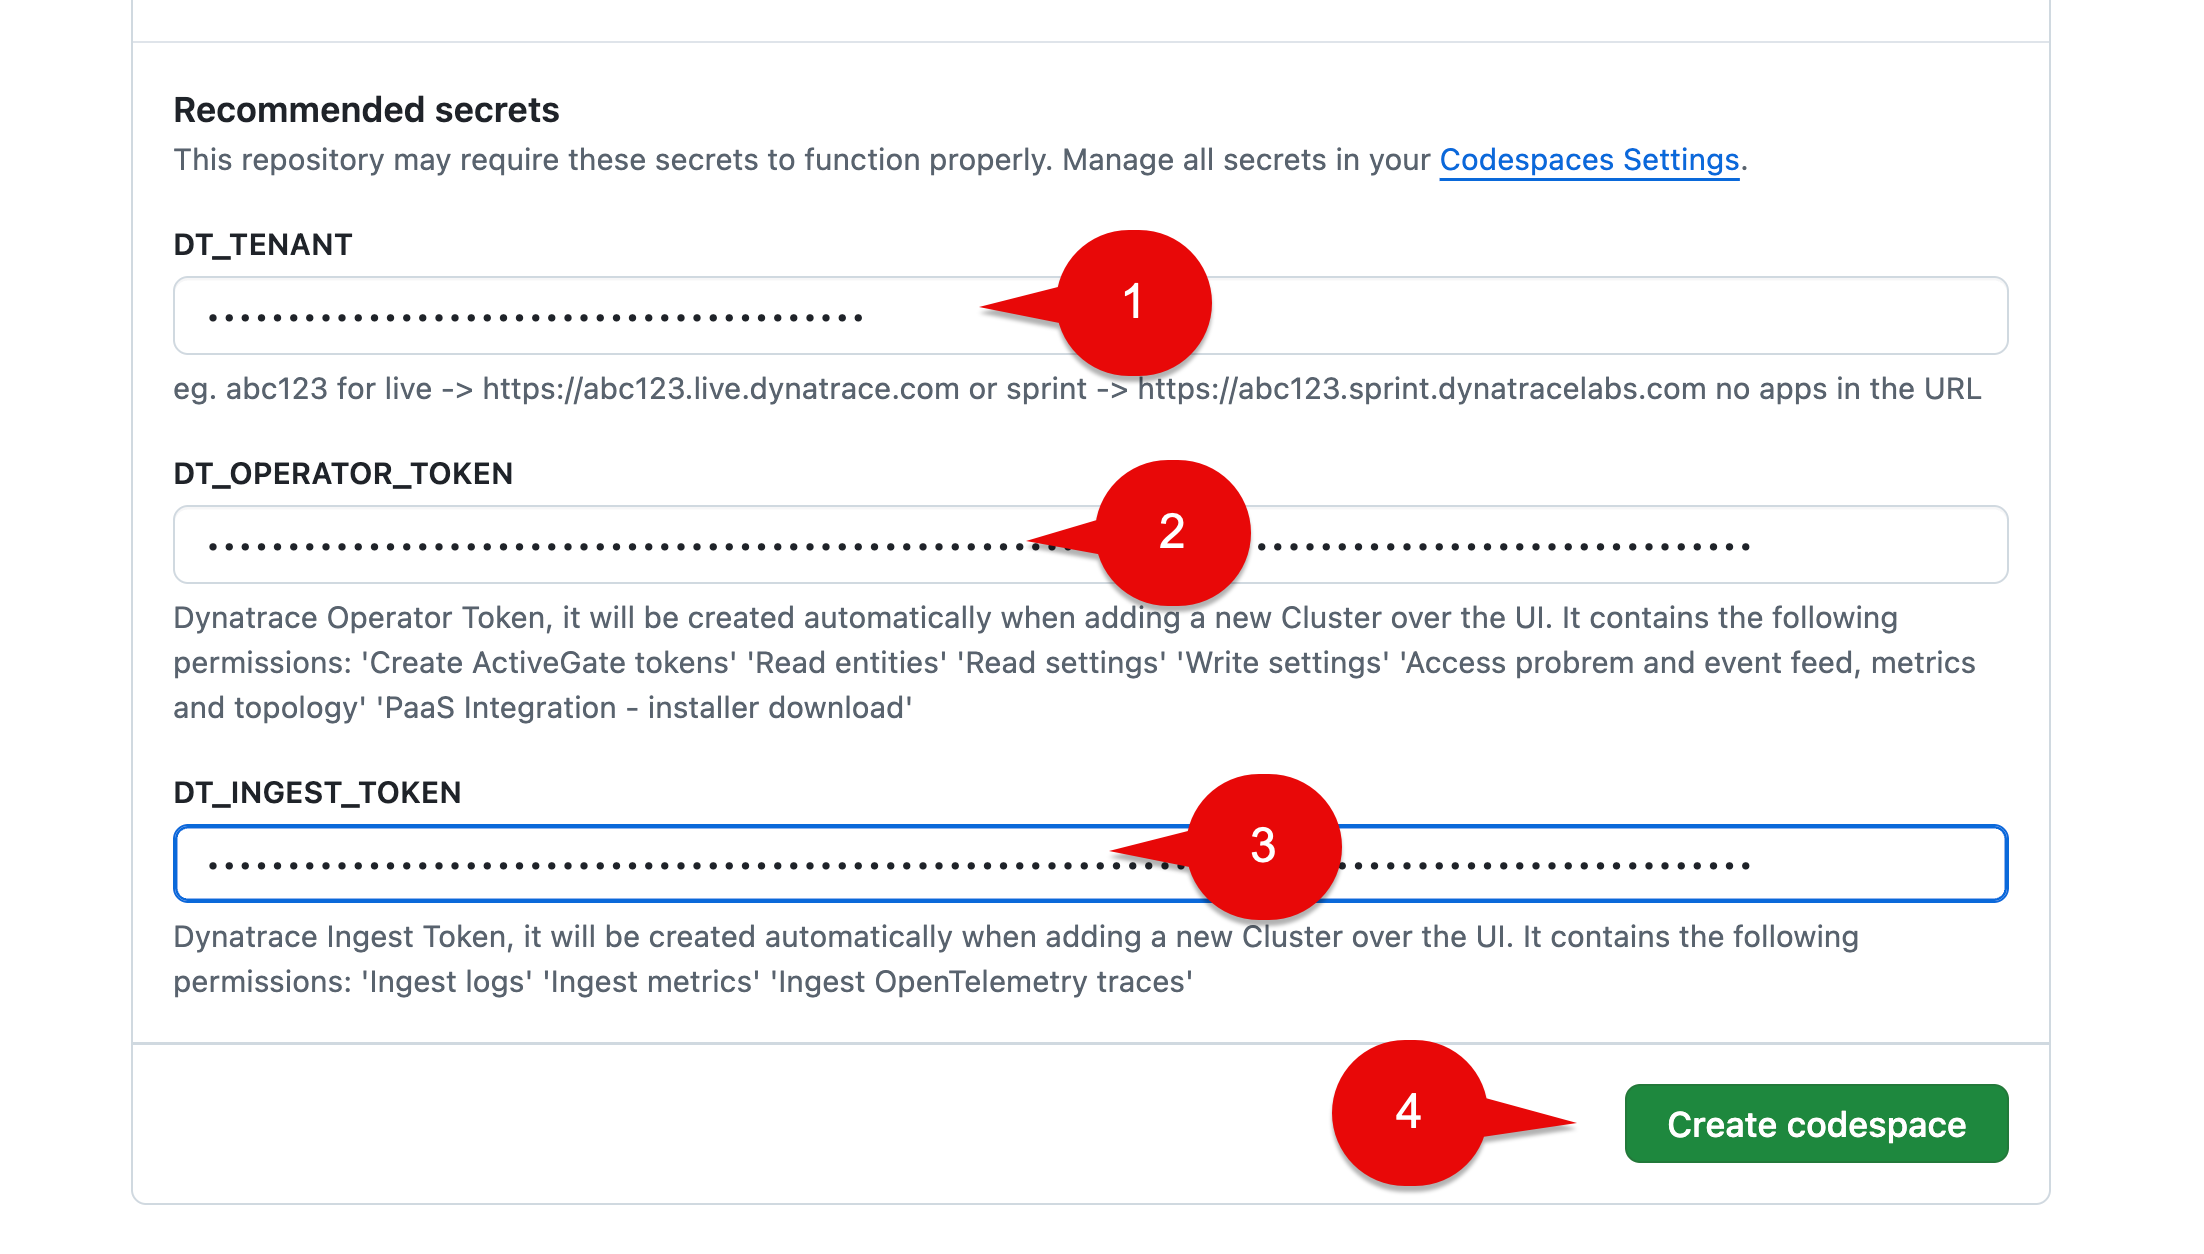 Recommended secrets
This repository may require these secrets to function properly. Manage all secrets in your Codespaces Settings.
DT_TENANT
1
eg. abc123 for live -> https://abc123.live.dynatrace.com or sprint -> https://abc123.sprint.dynatracelabs.com no apps in the URL
DT_OPERATOR_TOKEN
2
Dynatrace Operator Token, it will be created automatically when adding a new Cluster over the UI. It contains the following
permissions: 'Create ActiveGate tokens' 'Read entities' 'Read settings' 'Write settings' 'Access probrem and event feed, metrics
and topology' 'PaaS Integration - installer download'
DT_INGEST_TOKEN
3
Dynatrace Ingest Token, it will be created automatically when adding a new Cluster over the UI. It contains the following
permissions: 'Ingest logs' 'Ingest metrics' 'Ingest OpenTelemetry traces'
4
Create codespace